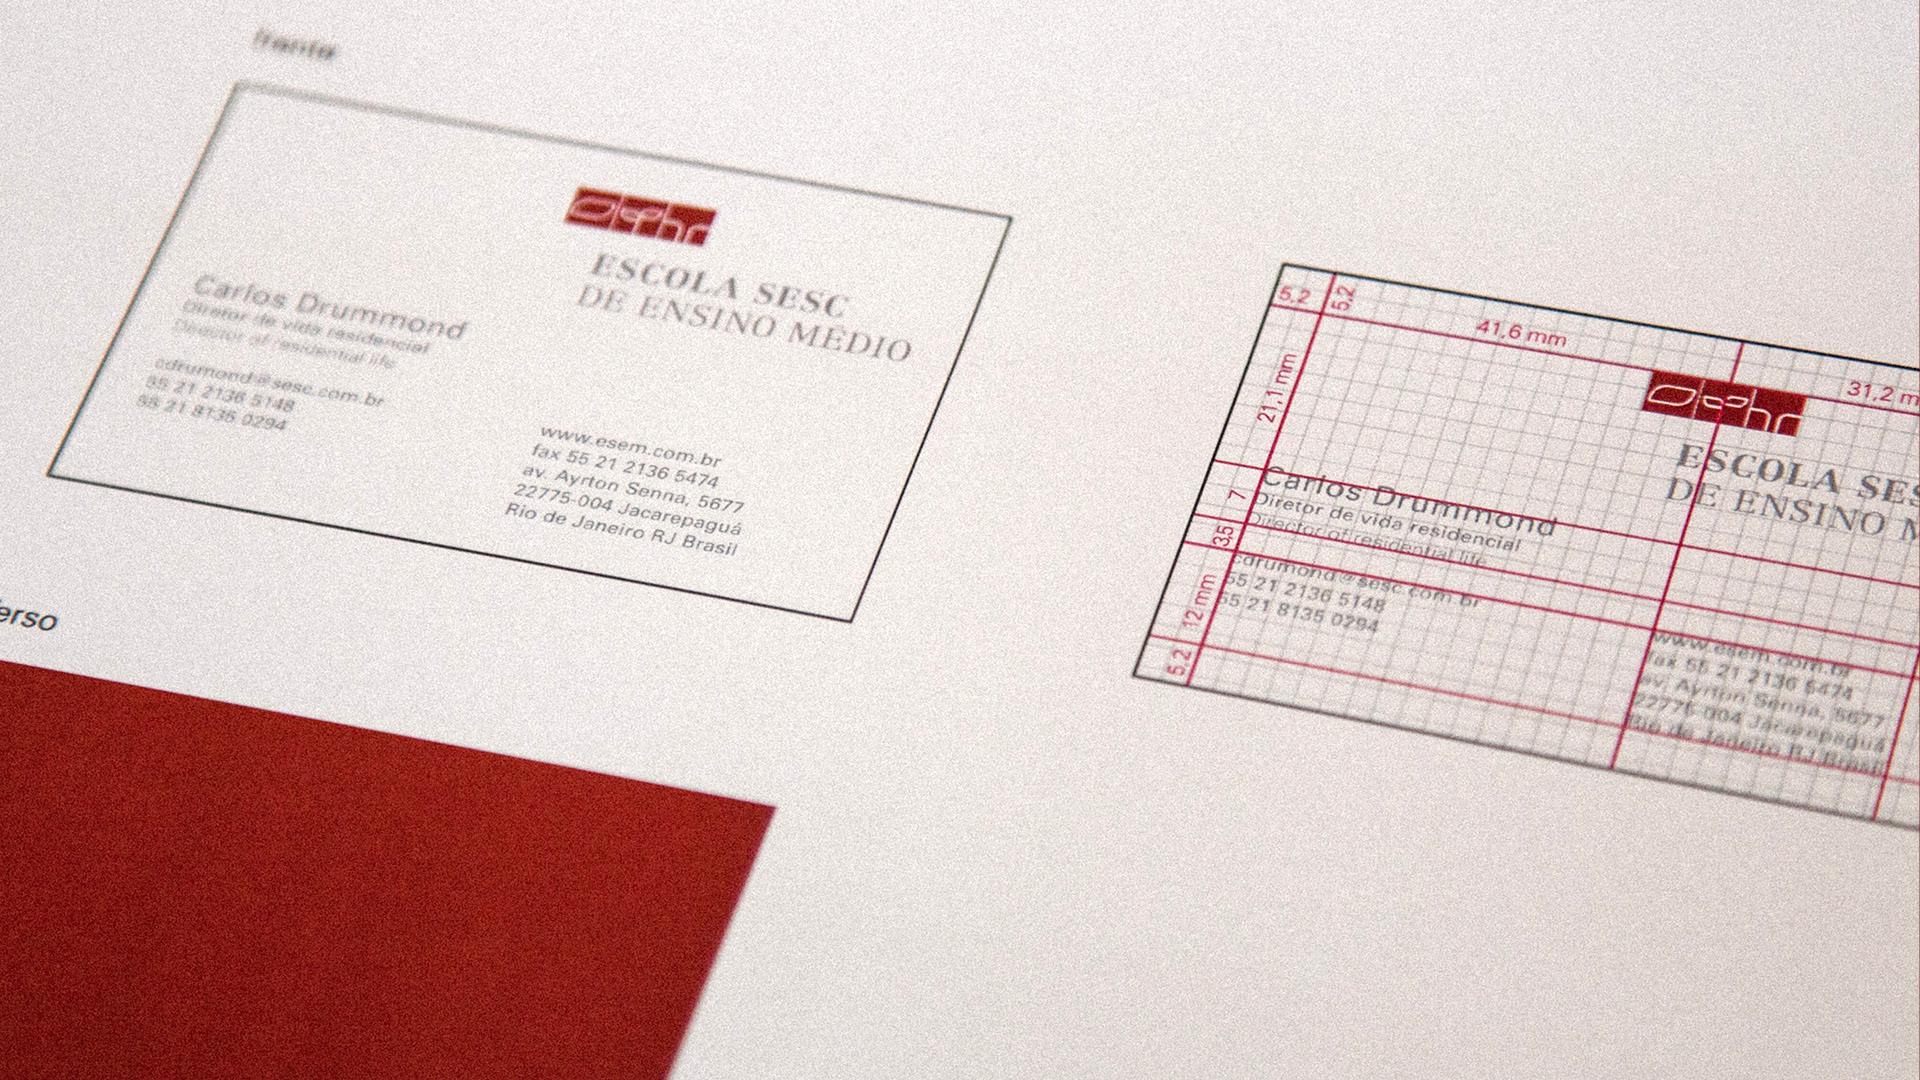 frente
ESCOLA SESC
DE ENSINO MÉDIO
Carlos Drummond
Diretor de vida residencial
Director of residential life
cdrumond@sesc.com.br
55 21 2136 5148
55 21 8135 0294
www.esem.com.br
fax 55 21 2136 5474
av. Ayrton Senna, 5677
22775-004 Jacarepaguá
Rio de Janeiro RJ Brasil
erso
5,2
5,2
41,6 mm
31,2 m
21,1 mm
7
3,5
12 mm
5,2
ESCOLA SES
DE ENSINO M
Carlos Drummond
Diretor de vida residencial
Director of residential life
cdrumond@sesc.com.br
55 21 2136 5148
55 21 8135 0294
www.esem.com.br
fax 55 21 2136 5474
av. Ayrton Senna, 5677
22775-004 Jacarepaguá
Rio de Janeiro RJ Brasil